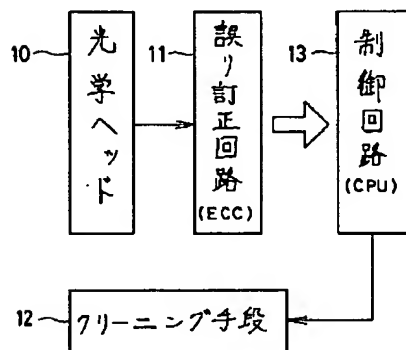 10
光学ヘッド
11
誤り訂正回路
(ECC)
13
制御回路
(CPU)
12
クリーニング手段